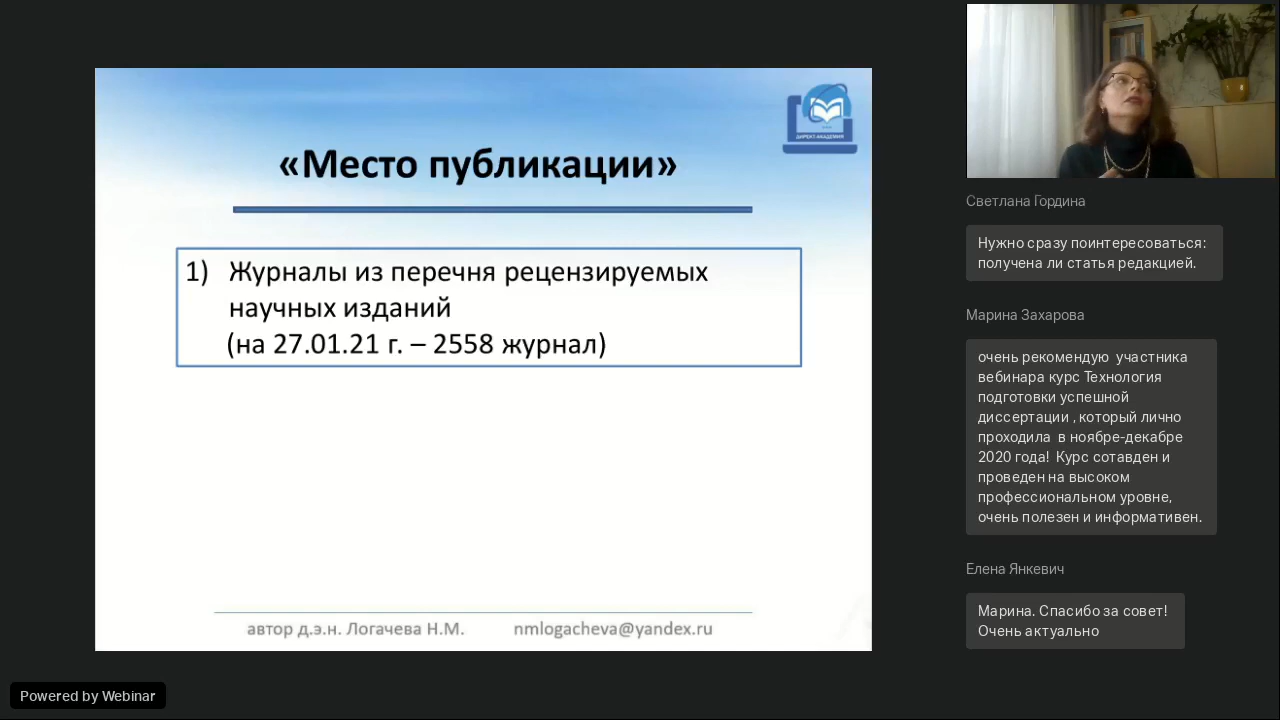 ДИРЕКТ-АКАДЕМИЯ
«Место публикации»
1) Журналы из перечня рецензируемых
научных изданий
(на 27.01.21 г. – 2558 журнал)
автор д.э.н. Логачева Н.М. nmlogacheva@yandex.ru
Светлана Гордина
Нужно сразу поинтересоваться:
получена ли статья редакцией.
Марина Захарова
очень рекомендую участника
вебинара курс Технология
подготовки успешной
диссертации , который лично
проходила в ноябре-декабре
2020 года! Курс сотавден и
проведен на высоком
профессиональном уровне,
очень полезен и информативен.
Елена Янкевич
Марина. Спасибо за совет!
Очень актуально
Powered by Webinar